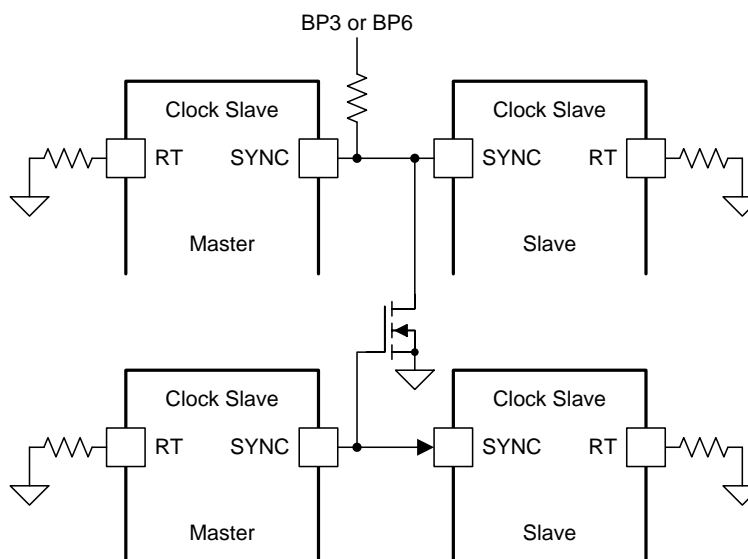 BP3 or BP6
Clock Slave
Clock Slave
RT
SYNC
SYNC
RT
Master
Slave
Clock Slave
Clock Slave
RT
SYNC
SYNC
RT
Master
Slave